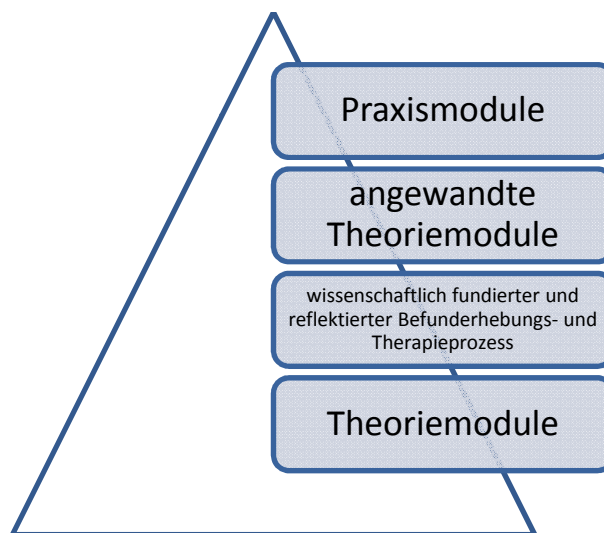 Praxismodule
angewandte
Theoriemodule
wissenschaftlich fundierter und
reflektierter Befunderhebungs- und
Therapieprozess
Theoriemodule